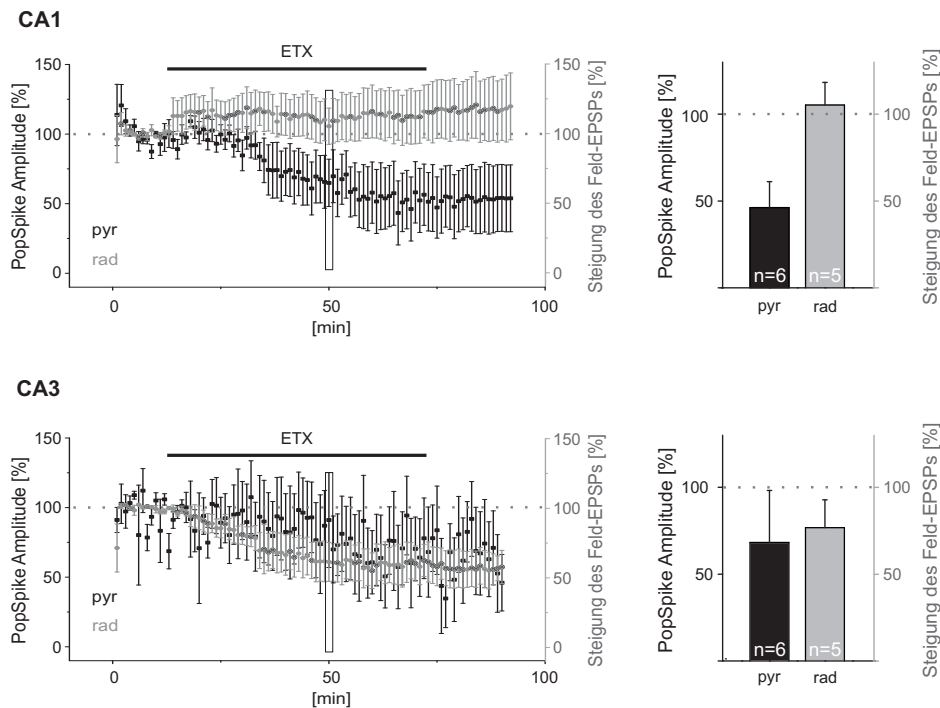 CA1
ETX
PopSpike Amplitude [%]
150
100
50
0
pyr
rad
0
50
100
[min]
Steigung des Feld-EPSPs [%]
150
100
50
0
PopSpike Amplitude [%]
100
50
n=6
n=5
pyr
rad
Steigung des Feld-EPSPs [%]
100
50
0
CA3
ETX
PopSpike Amplitude [%]
150
100
50
0
pyr
rad
0
50
100
[min]
Steigung des Feld-EPSPs [%]
150
100
50
0
PopSpike Amplitude [%]
100
50
n=6
n=5
pyr
rad
Steigung des Feld-EPSPs [%]
100
50
0